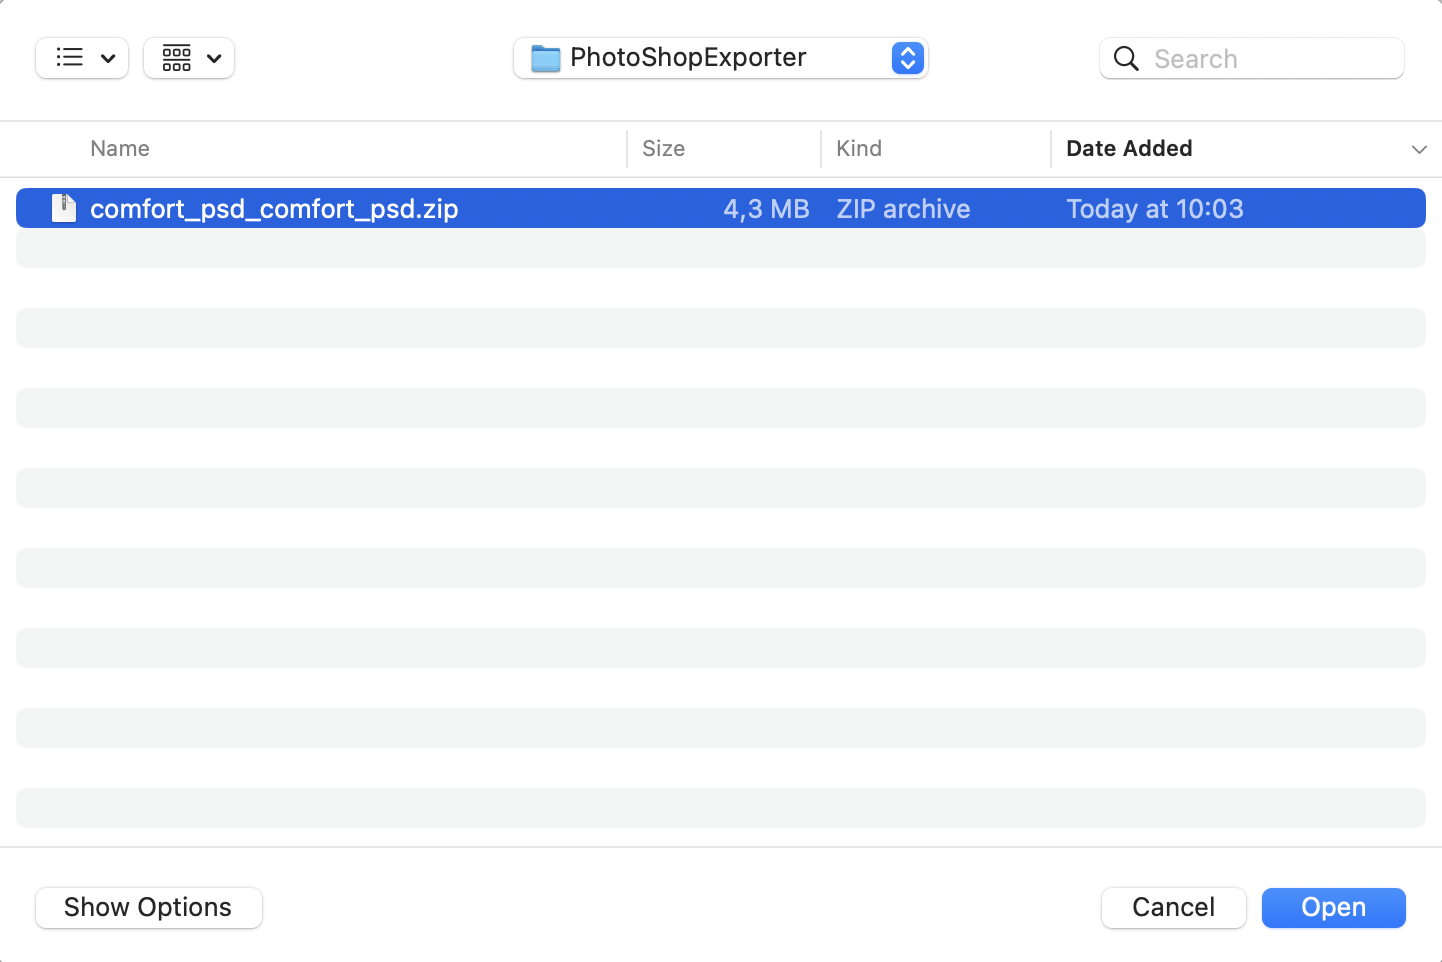 PhotoShopExporter
Search
Name Size Kind Date Added
comfort_psd_comfort_psd.zip 4,3 MB ZIP archive Today at 10:03
Show Options Cancel Open